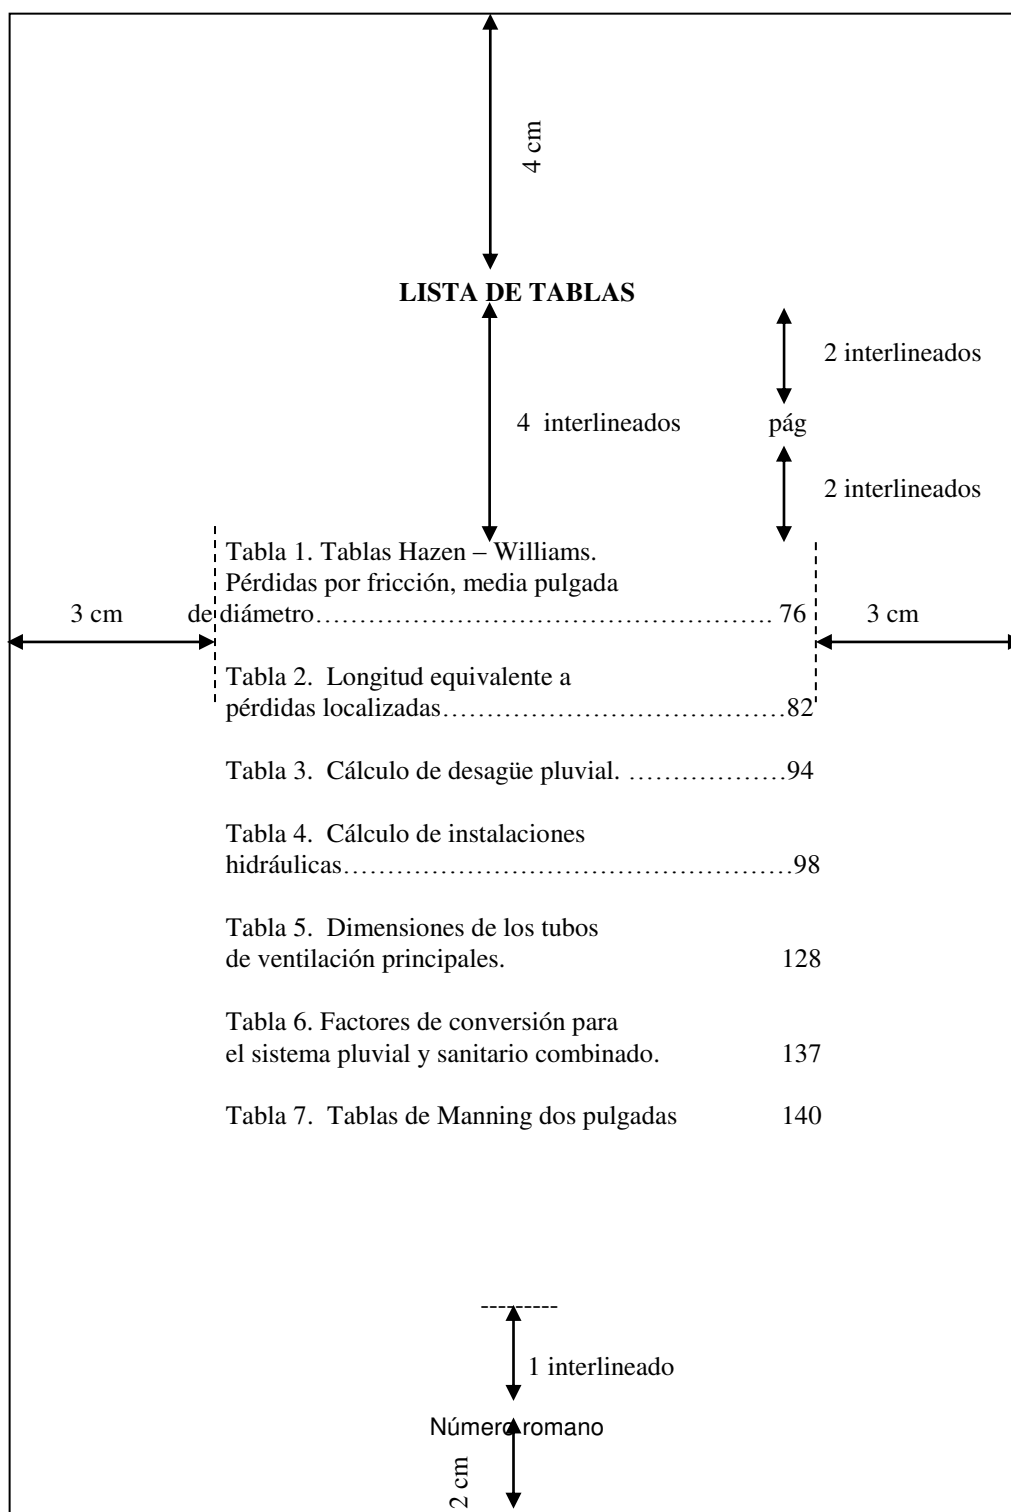 4 cm
LISTA DE TABLAS
2 interlineados
4 interlineados pág
2 interlineados
Tabla 1. Tablas Hazen – Williams.
Pérdidas por fricción, media pulgada
3 cm de diámetro……………………………………………. 76 3 cm
Tabla 2. Longitud equivalente a
pérdidas localizadas…………………………………82
Tabla 3. Cálculo de desagüe pluvial. ………………94
Tabla 4. Cálculo de instalaciones
hidráulicas……………………………………………98
Tabla 5. Dimensiones de los tubos
de ventilación principales. 128
Tabla 6. Factores de conversión para
el sistema pluvial y sanitario combinado. 137
Tabla 7. Tablas de Manning dos pulgadas 140
----------
1 interlineado
Número romano
2 cm